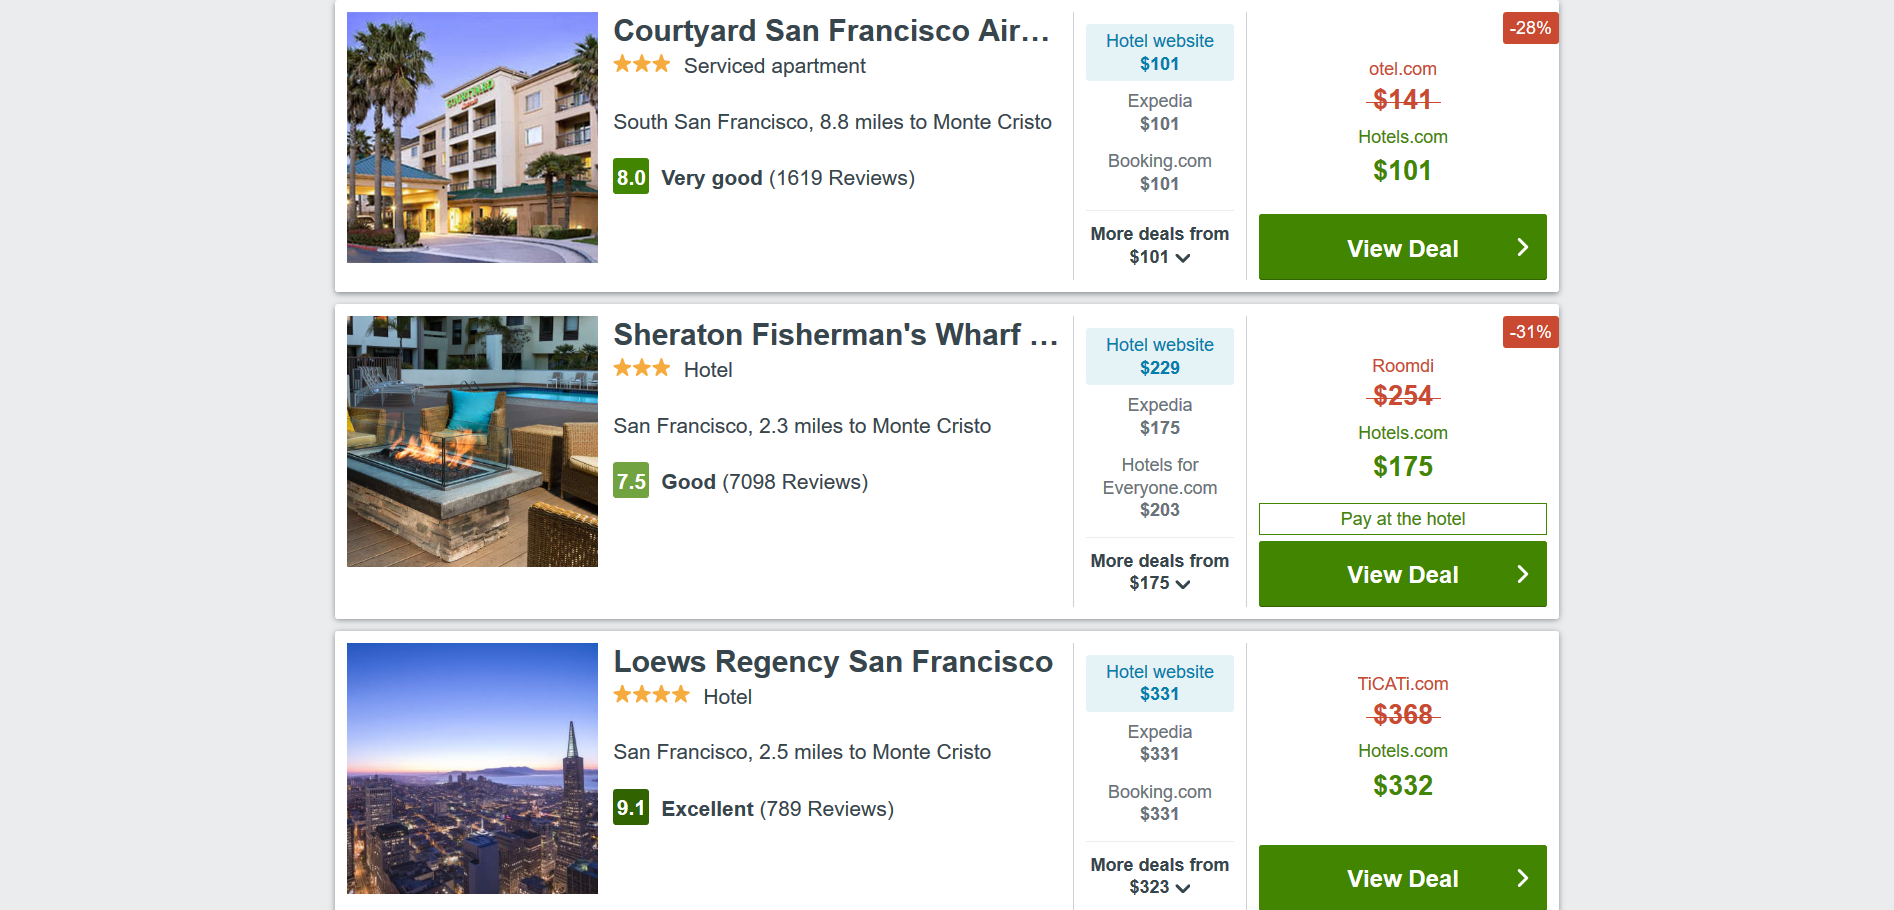 Courtyard San Francisco Air...
Serviced apartment
South San Francisco, 8.8 miles to Monte Cristo
8.0 Very good (1619 Reviews)
COURTYARD
Hotel website
$101
Expedia
$101
Booking.com
$101
More deals from
$101
-28%
otel.com
$141
Hotels.com
$101
View Deal
Sheraton Fisherman's Wharf ...
Hotel
San Francisco, 2.3 miles to Monte Cristo
7.5 Good (7098 Reviews)
Hotel website
$229
Expedia
$175
Hotels for
Everyone.com
$203
More deals from
$175
-31%
Roomdi
$254
Hotels.com
$175
Pay at the hotel
View Deal
Loews Regency San Francisco
Hotel
San Francisco, 2.5 miles to Monte Cristo
9.1 Excellent (789 Reviews)
Hotel website
$331
Expedia
$331
Booking.com
$331
More deals from
$323
TiCATi.com
$368
Hotels.com
$332
View Deal